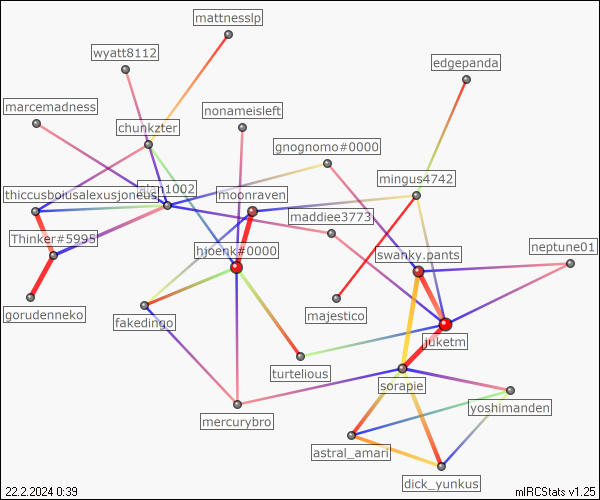 mattnesslp
wyatt8112
edgepanda
marcemadness
nonameisleft
chunkzter
gnognomo#0000
mingus4742
thiccusboiusalexusjoneus
alan1002
moonraven
maddiee3773
Thinker#5995
hjoenk#0000
swanky.pants
neptune01
gorudenneko
fakedingo
majestico
juketm
turtelious
sorapie
mercurybro
yoshimanden
astral_amari
dick_yunkus
22.2.2024 0:39
mIRCStats v1.25